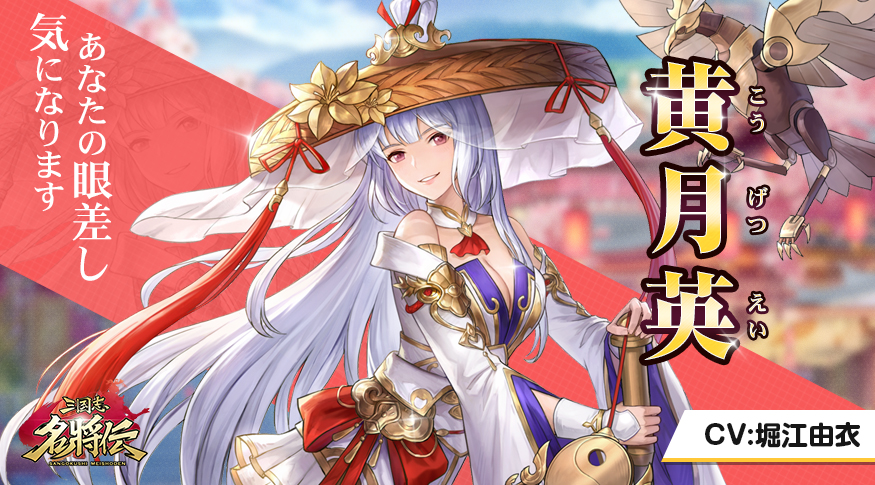 あなたの眼差し
気になります
黄月英
こう
げつ
えい
三国志
名将伝
SANGOKUSHI MEISHODEN
CV:堀江由衣